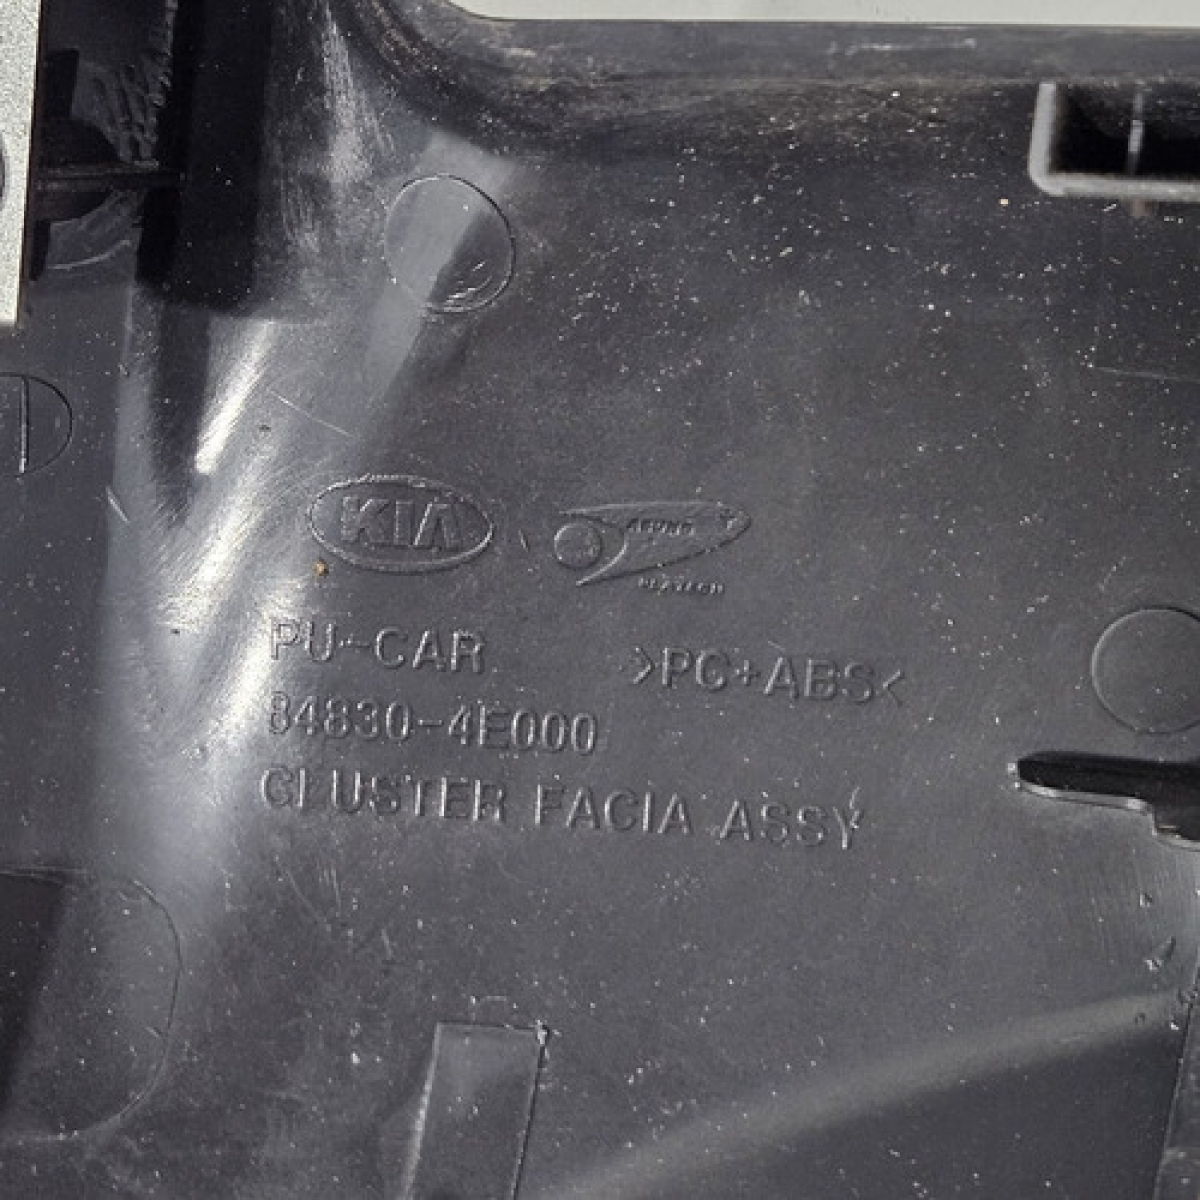 KIA
PU-CAR >PC+ABS<
84830-4E000
CLUSTER FACIA ASSY